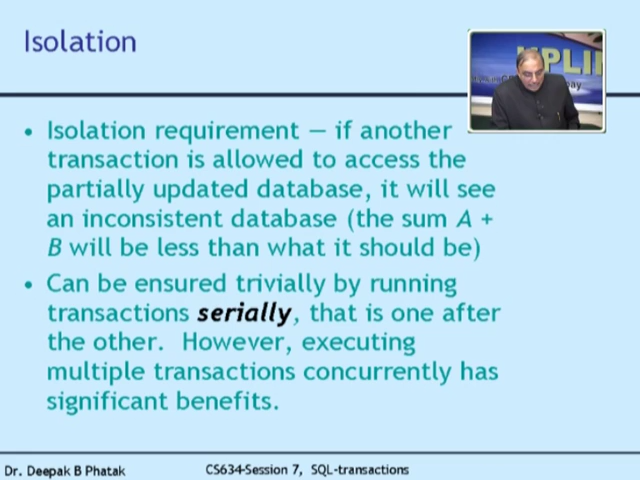 Isolation
• Isolation requirement — if another
transaction is allowed to access the
partially updated database, it will see
an inconsistent database (the sum A +
B will be less than what it should be)
• Can be ensured trivially by running
transactions serially, that is one after
the other.  However, executing
multiple transactions concurrently has
significant benefits.
Dr. Deepak B Phatak
CS634-Session 7,  SQL-transactions